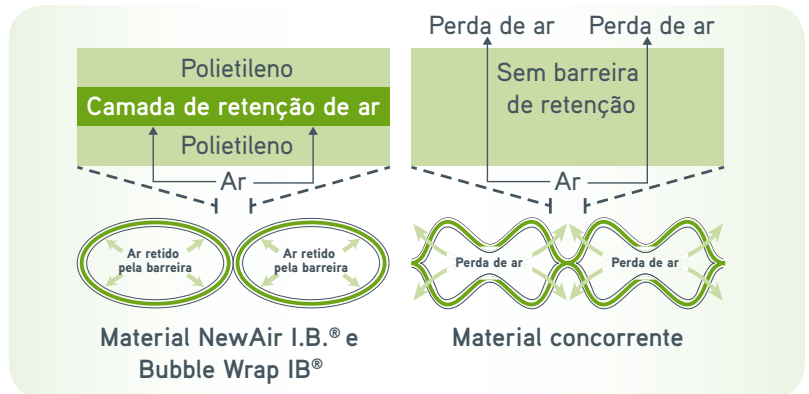 Polietileno
Camada de retenção de ar
Polietileno
Ar
Ar retido
pela barreira
Ar retido
pela barreira
Material NewAir I.B.® e
Bubble Wrap IB®
Perda de ar
Perda de ar
Sem barreira
de retenção
Ar
Perda de ar
Perda de ar
Material concorrente